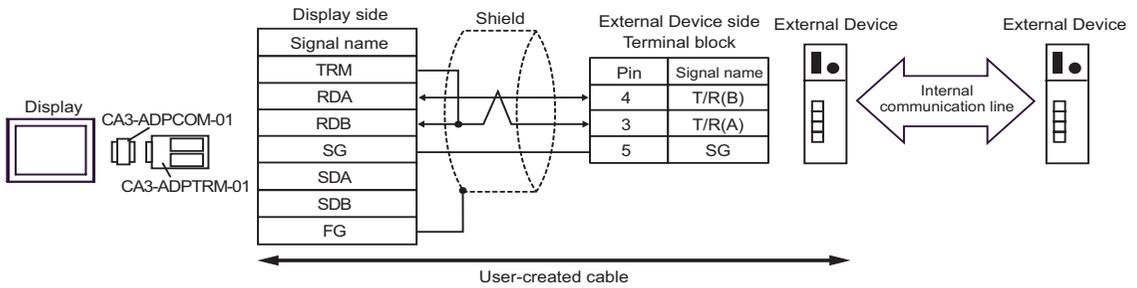 Display
CA3-ADPCOM-01
CA3-ADPTRM-01
Display side
Signal name
TRM
RDA
RDB
SG
SDA
SDB
FG
Shield
External Device side
Terminal block
Pin Signal name
4 T/R(B)
3 T/R(A)
5 SG
External Device
Internal
communication line
External Device
User-created cable